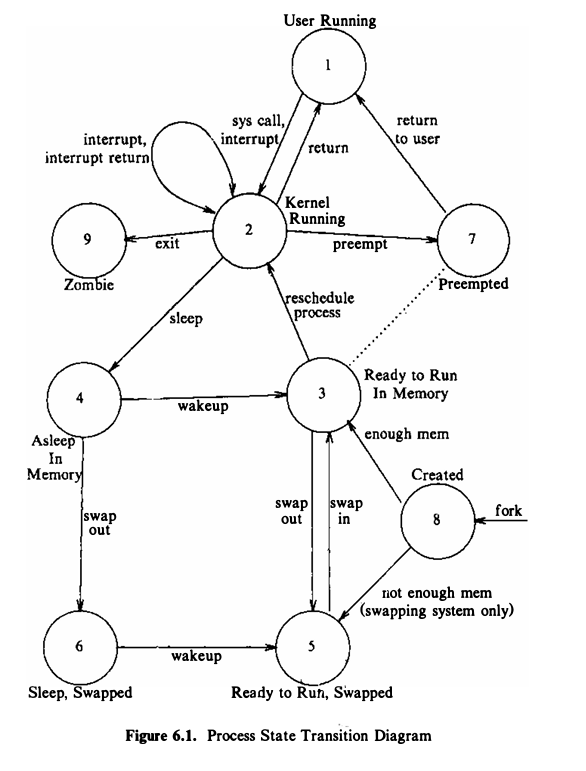 User Running
1
sys call,
interrupt
return
return
to user
interrupt,
interrupt return
Kernel
Running
2
9
exit
Zombie
preempt
7
Preempted
sleep
reschedule
process
4
Asleep
In
Memory
wakeup
3
Ready to Run
In Memory
enough mem
Created
8
fork
swap
out
swap
out
swap
in
not enough mem
(swapping system only)
6
Sleep, Swapped
wakeup
5
Ready to Run, Swapped
Figure 6.1. Process State Transition Diagram